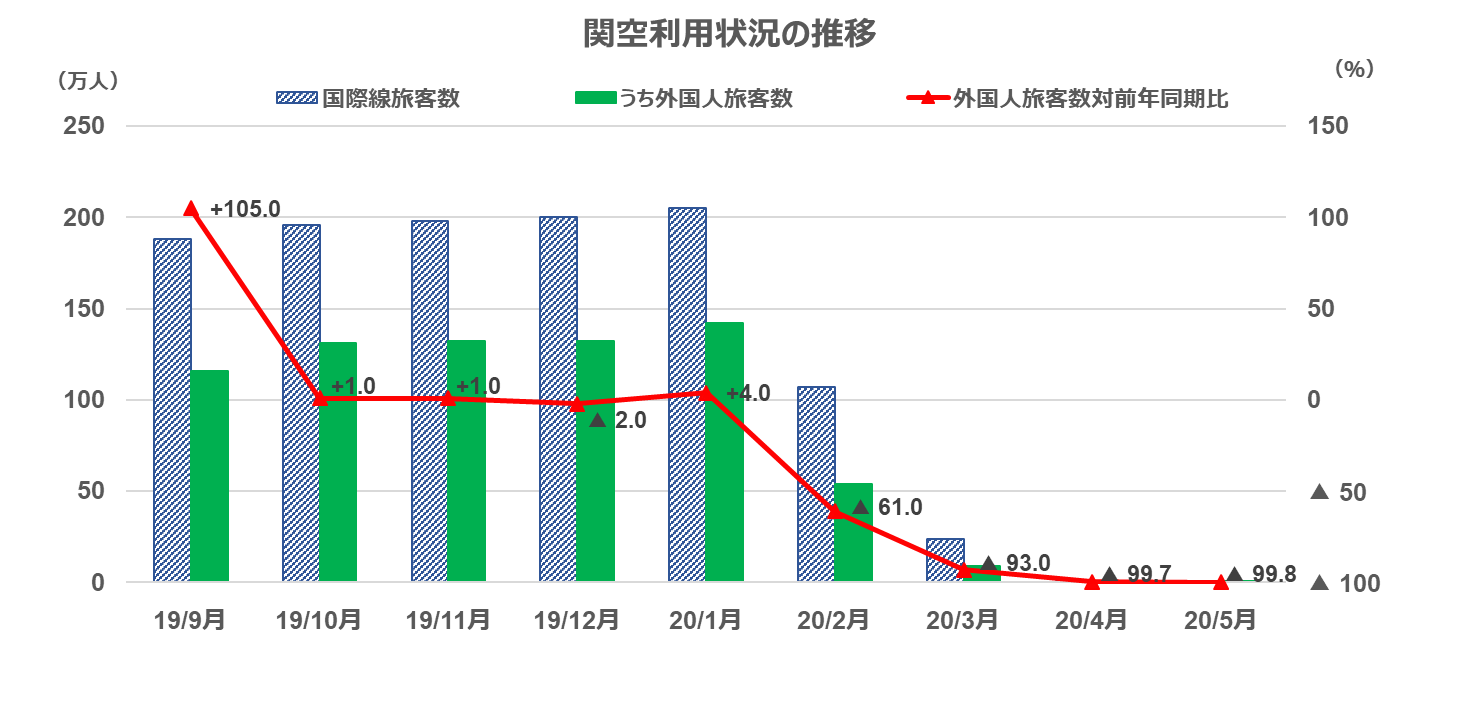 関空利用状況の推移
（万人）
（%）
国際線旅客数 うち外国人旅客数 外国人旅客数対前年同期比
250 150
+105.0
200 100
150 50
+1.0 +1.0 +4.0
100 0
▲ 2.0
50 ▲ 50
▲ 61.0
▲ 93.0
▲ 99.7 ▲ 99.8
0 ▲ 100
19/9月 19/10月 19/11月 19/12月 20/1月 20/2月 20/3月 20/4月 20/5月